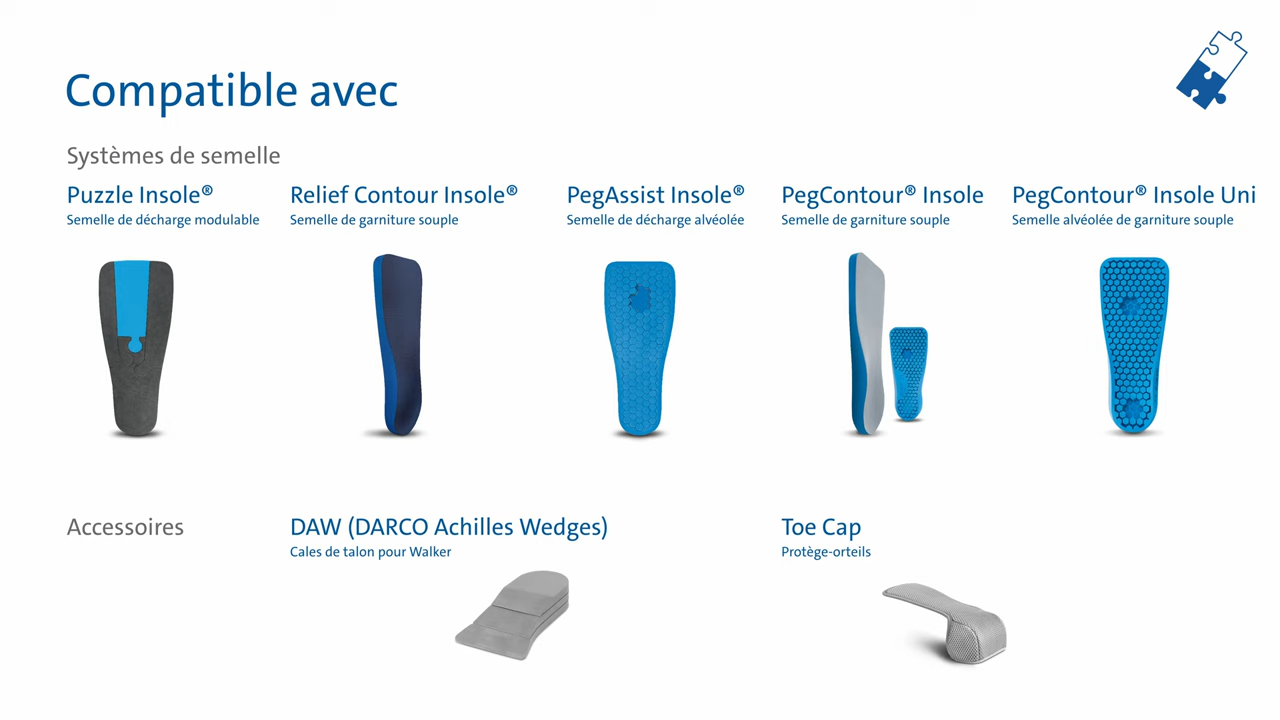 Compatible avec
Systèmes de semelle
Puzzle Insole®
Semelle de décharge modulable
Relief Contour Insole®
Semelle de garniture souple
PegAssist Insole®
Semelle de décharge alvéolée
PegContour® Insole
Semelle de garniture souple
PegContour® Insole Uni
Semelle alvéolée de garniture souple
Accessoires
DAW (DARCO Achilles Wedges)
Cales de talon pour Walker
Toe Cap
Protège-orteils